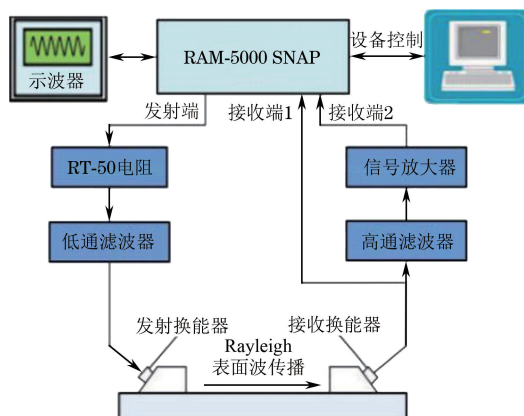 RAM-5000 SNAP
设备控制
示波器
发射端
接收端1
接收端2
RT-50电阻
信号放大器
低通滤波器
高通滤波器
发射换能器
接收换能器
Rayleigh
表面波传播